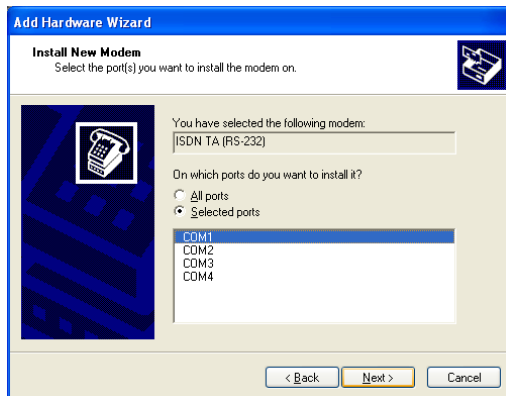 Add Hardware Wizard
Install New Modem
Select the port(s) you want to install the modem on.
You have selected the following modem:
ISDN TA (RS-232)
On which ports do you want to install it?
All ports
Selected ports
COM1
COM2
COM3
COM4
< Back Next > Cancel